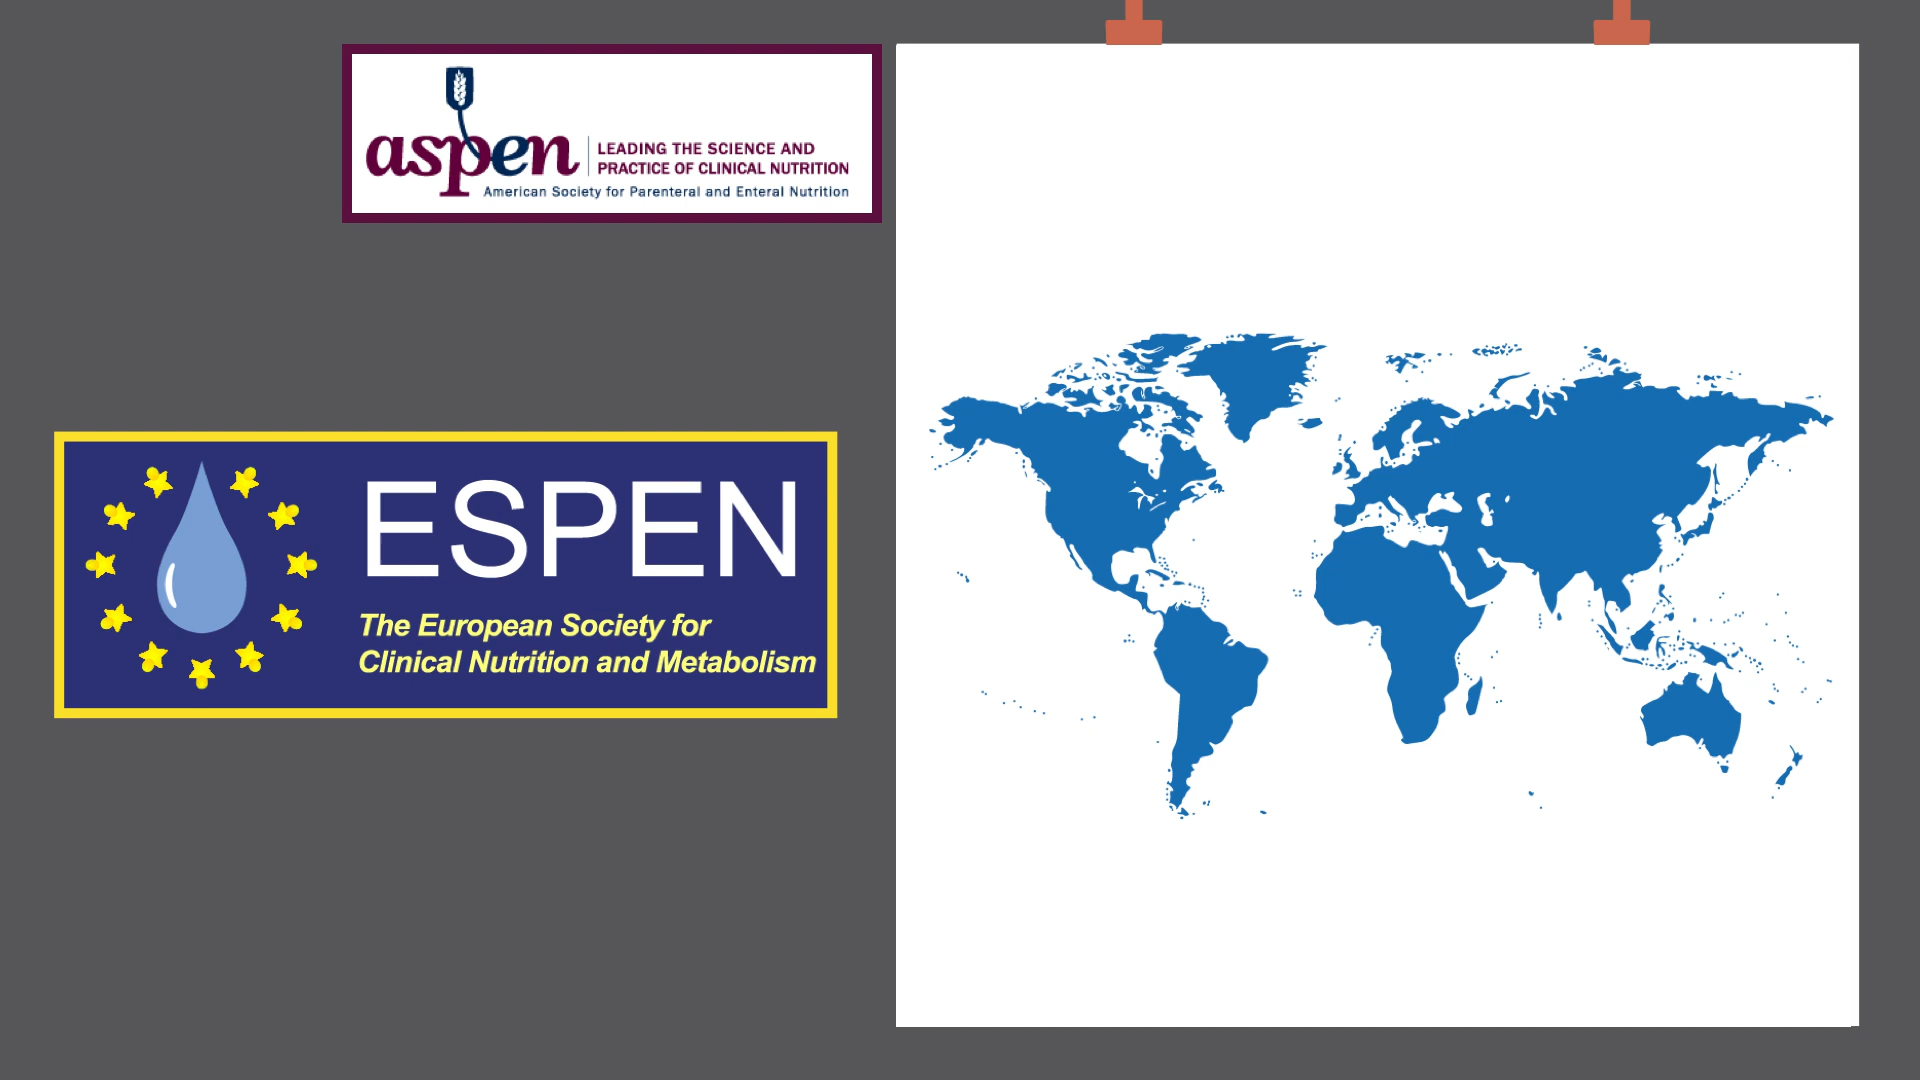 aspen
LEADING THE SCIENCE AND
PRACTICE OF CLINICAL NUTRITION
American Society for Parenteral and Enteral Nutrition
ESPEN
The European Society for
Clinical Nutrition and Metabolism